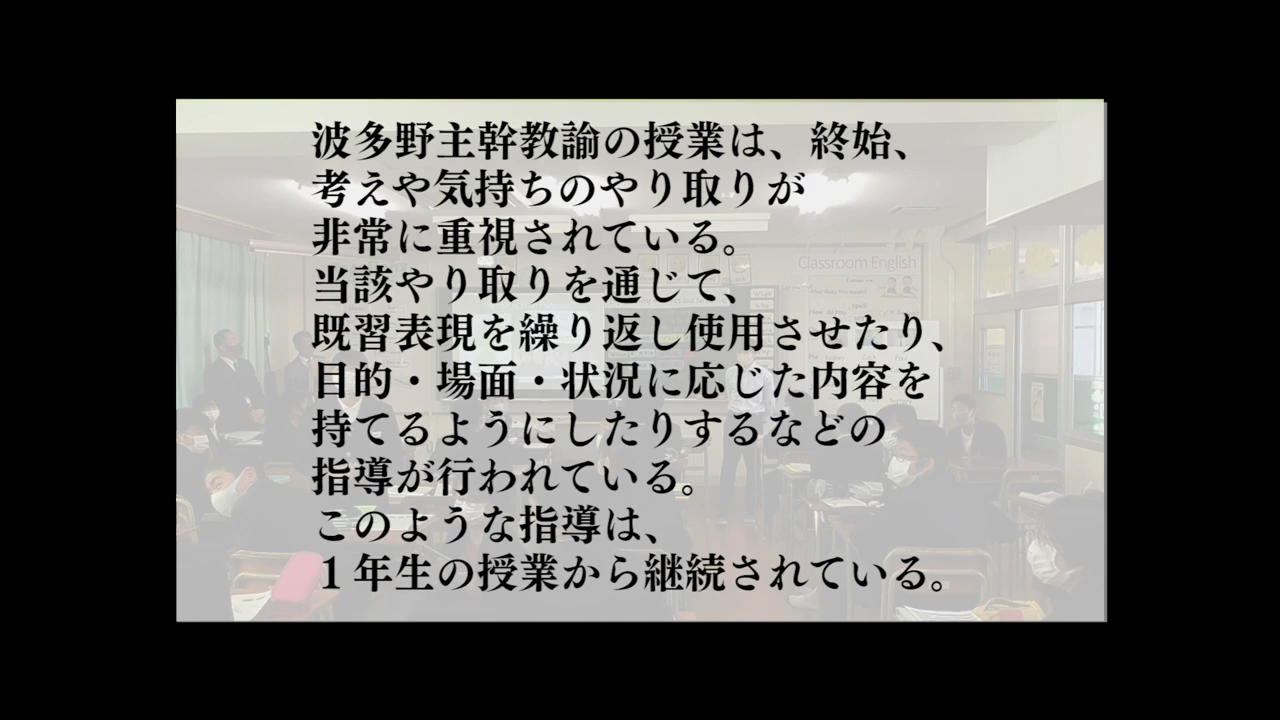 波多野主幹教諭の授業は、終始、
考えや気持ちのやり取りが
非常に重視されている。
当該やり取りを通じて、
既習表現を繰り返し使用させたり、
目的・場面・状況に応じた内容を
持てるようにしたりするなどの
指導が行われている。
このような指導は、
１年生の授業から継続されている。
Classroom English